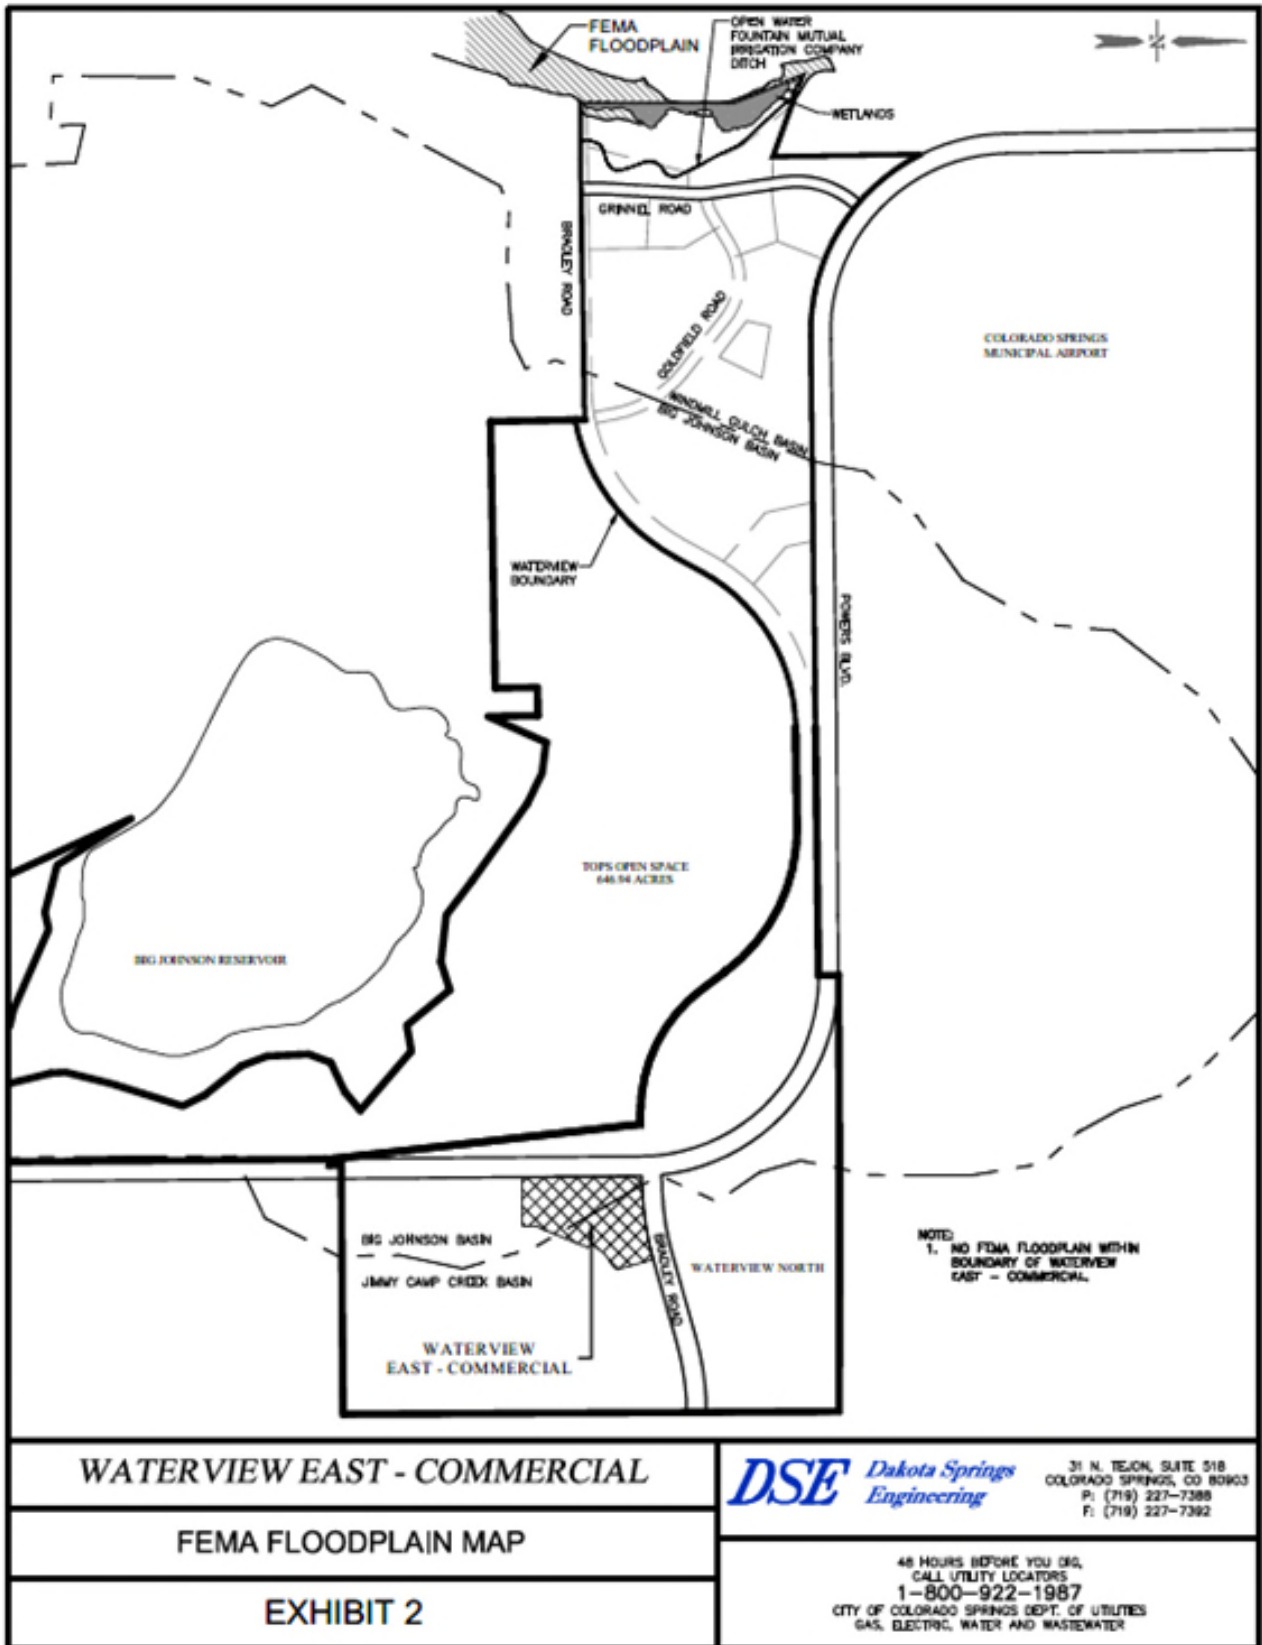 FEMA
FLOODPLAIN
OPEN WATER
FOUNTAIN MUTUAL
IRRIGATION COMPANY
DITCH
N
WETLANDS
GRINNEL ROAD
BRADLEY ROAD
COLORADO SPRINGS
MUNICIPAL AIRPORT
GOLDFIELD ROAD
WINDMILL GULCH BASIN
BIG JOHNSON BASIN
WATERVIEW
BOUNDARY
POWERS BLVD.
TOPS OPEN SPACE
646.94 ACRES
BIG JOHNSON RESERVOIR
BIG JOHNSON BASIN
JIMMY CAMP CREEK BASIN
BRADLEY ROAD
WATERVIEW NORTH
NOTE:
1. NO FEMA FLOODPLAIN WITHIN
BOUNDARY OF WATERVIEW
EAST - COMMERCIAL.
WATERVIEW
EAST - COMMERCIAL
WATERVIEW EAST - COMMERCIAL
FEMA FLOODPLAIN MAP
EXHIBIT 2
DSE Dakota Springs
Engineering
31 N. TEJON, SUITE 518
COLORADO SPRINGS, CO 80903
P: (719) 227-7388
F: (719) 227-7392
48 HOURS BEFORE YOU DIG,
CALL UTILITY LOCATORS
1-800-922-1987
CITY OF COLORADO SPRINGS DEPT. OF UTILITIES
GAS, ELECTRIC, WATER AND WASTEWATER